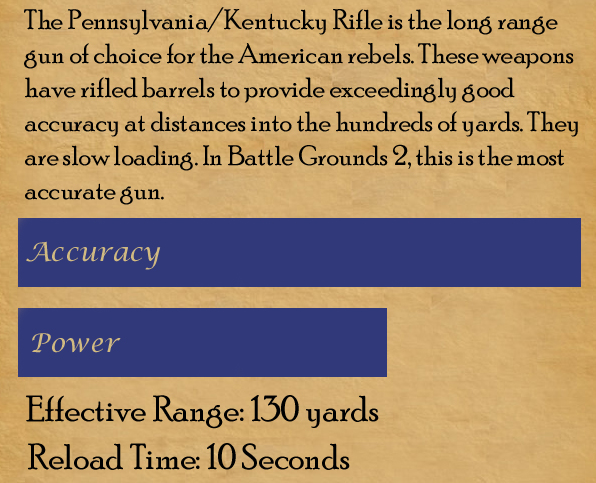 The Pennsylvania/Kentucky Rifle is the long range
gun of choice for the American rebels. These weapons
have rifled barrels to provide exceedingly good
accuracy at distances into the hundreds of yards. They
are slow loading. In Battle Grounds 2, this is the most
accurate gun.
Accuracy
Power
Effective Range: 130 yards
Reload Time: 10 Seconds